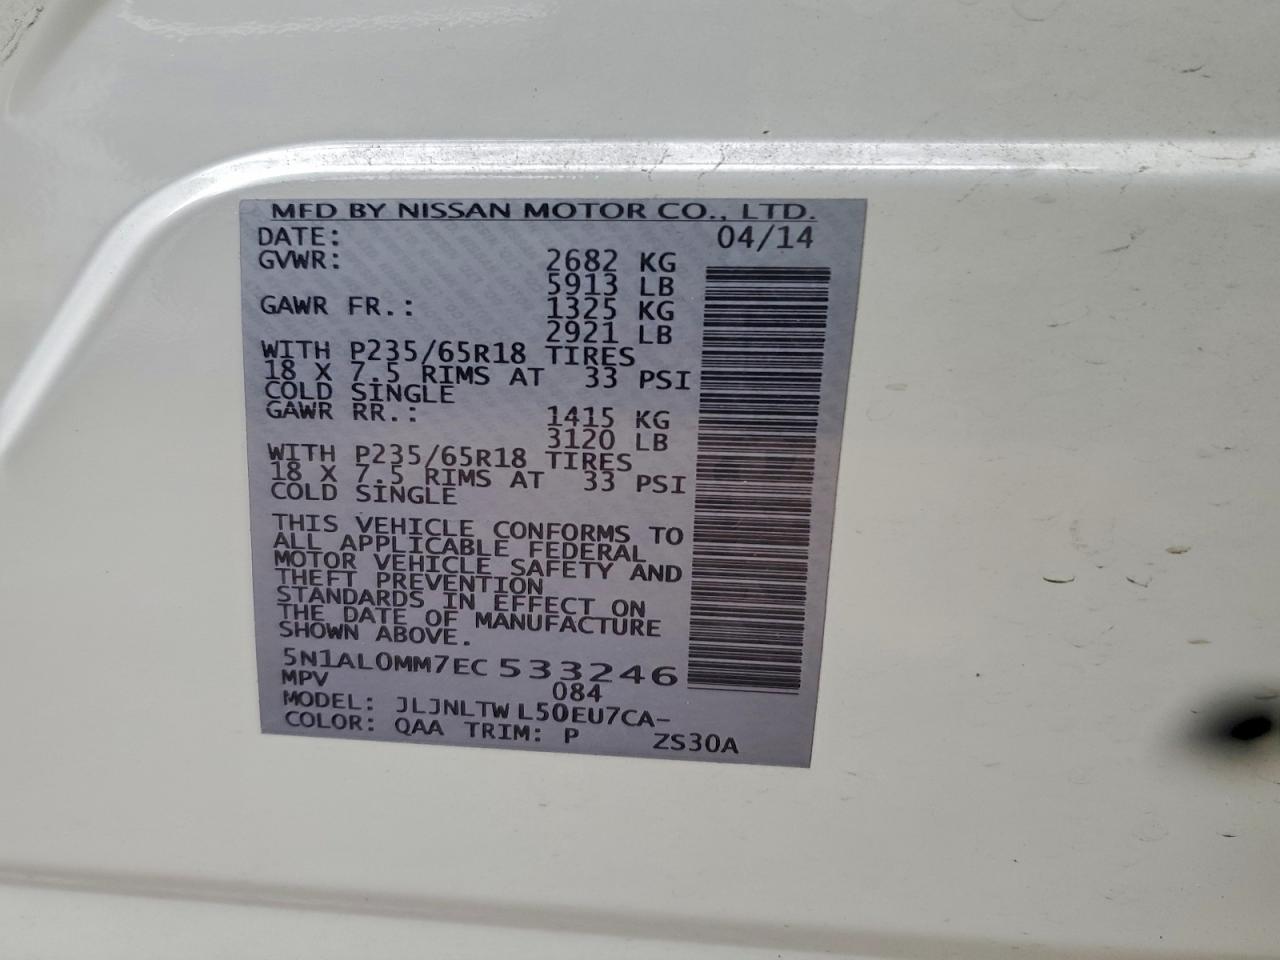 MFD BY NISSAN MOTOR CO., LTD.
DATE: 04/14
GVWR: 2682 KG
5913 LB
GAWR FR.: 1325 KG
2921 LB
WITH P235/65R18 TIRES
18 X 7.5 RIMS AT 33 PSI
COLD SINGLE
GAWR RR.: 1415 KG
3120 LB
WITH P235/65R18 TIRES
18 X 7.5 RIMS AT 33 PSI
COLD SINGLE
THIS VEHICLE CONFORMS TO
ALL APPLICABLE FEDERAL
MOTOR VEHICLE SAFETY AND
THEFT PREVENTION
STANDARDS IN EFFECT ON
THE DATE OF MANUFACTURE
SHOWN ABOVE.
5N1AL0MM7EC533246
MPV 084
MODEL: JLJNLTWL50EU7CA-
COLOR: QAA TRIM: P ZS30A